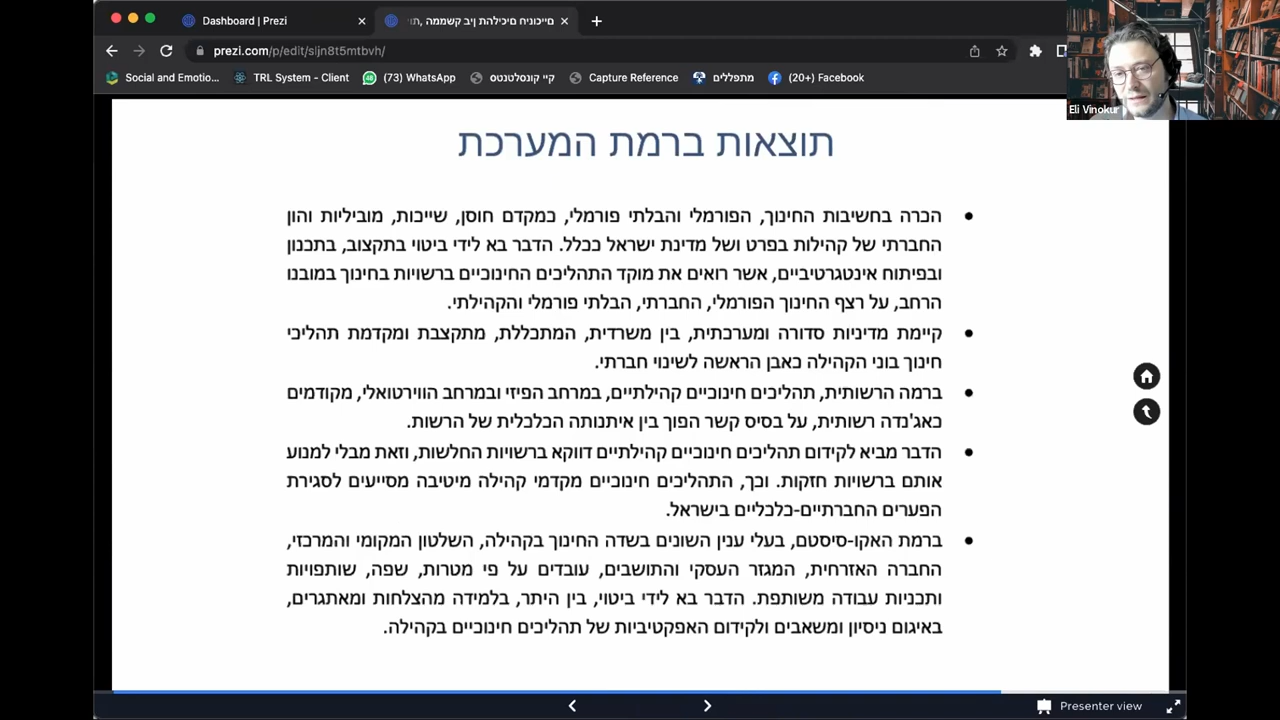 Dashboard | Prezi
םייכוניח םיכילהת ןיב קשממה ,תוי
prezi.com/p/edit/sljn8t5mtbvh/
Social and Emotio...
TRL System - Client
(73) WhatsApp
קיי קונסלטנטס
Capture Reference
מתפללים
(20+) Facebook
Eli Vinokur
תוצאות ברמת המערכת
הכרה בחשיבות החינוך, הפורמלי והבלתי פורמלי, כמקדם חוסן, שייכות, מוביליות והון
החברתי של קהילות בפרט ושל מדינת ישראל ככלל. הדבר בא לידי ביטוי בתקצוב, בתכנון
ובפיתוח אינטגרטיביים, אשר רואים את מוקד התהליכים החינוכיים ברשויות בחינוך במובנו
הרחב, על רצף החינוך הפורמלי, החברתי, הבלתי פורמלי והקהילתי.
קיימת מדיניות סדורה ומערכתית, בין משרדית, המתכללת, מתקצבת ומקדמת תהליכי
חינוך בוני הקהילה כאבן הראשה לשינוי חברתי.
ברמה הרשותית, תהליכים חינוכיים קהילתיים, במרחב הפיזי ובמרחב הווירטואלי, מקודמים
כאג'נדה רשותית, על בסיס קשר הפוך בין איתנותה הכלכלית של הרשות.
הדבר מביא לקידום תהליכים חינוכיים קהילתיים דווקא ברשויות החלשות, וזאת מבלי למנוע
אותם ברשויות חזקות. וכך, התהליכים חינוכיים מקדמי קהילה מיטיבה מסייעים לסגירת
הפערים החברתיים-כלכליים בישראל.
ברמת האקו-סיסטם, בעלי ענין השונים בשדה החינוך בקהילה, השלטון המקומי והמרכזי,
החברה האזרחית, המגזר העסקי והתושבים, עובדים על פי מטרות, שפה, שותפויות
ותכניות עבודה משותפת. הדבר בא לידי ביטוי, בין היתר, בלמידה מהצלחות ומאתגרים,
באיגום ניסיון ומשאבים ולקידום האפקטיביות של תהליכים חינוכיים בקהילה.
Presenter view